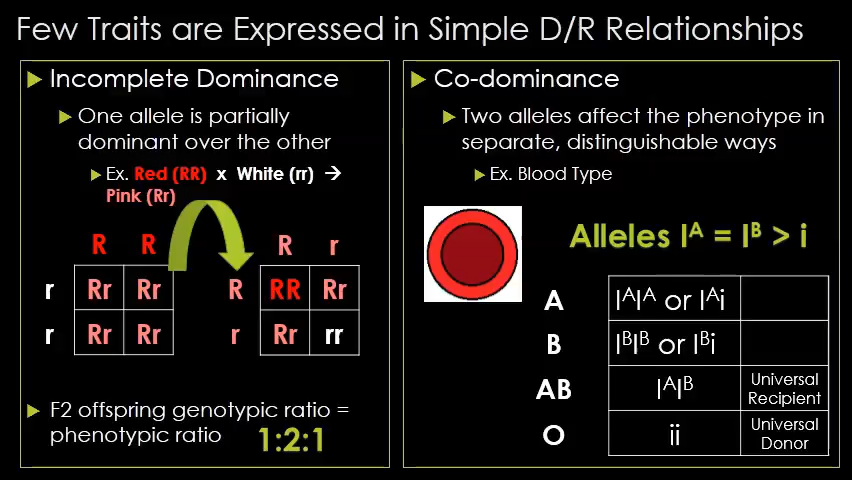 Few Traits are Expressed in Simple D/R Relationships
Incomplete Dominance
One allele is partially
dominant over the other
Ex. Red (RR) x White (rr) →
Pink (Rr)
R R
r Rr Rr
r Rr Rr
R r
R RR Rr
r Rr rr
F2 offspring genotypic ratio =
phenotypic ratio 1:2:1
Co-dominance
Two alleles affect the phenotype in
separate, distinguishable ways
Ex. Blood Type
Alleles Iᴬ = Iᴮ > i
A IᴬIᴬ or Iᴬi
B IᴮIᴮ or Iᴮi
AB IᴬIᴮ Universal
Recipient
O ii Universal
Donor